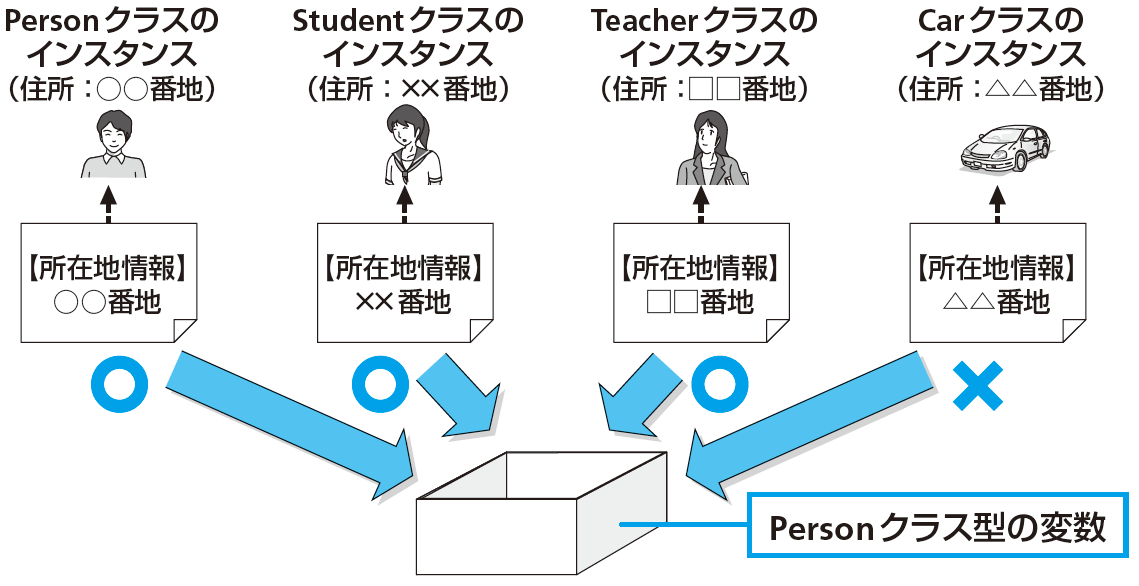 Personクラスの
インスタンス
(住所:○○番地)
Studentクラスの
インスタンス
(住所:××番地)
Teacherクラスの
インスタンス
(住所:□□番地)
Carクラスの
インスタンス
(住所:△△番地)
【所在地情報】
○○番地
【所在地情報】
××番地
【所在地情報】
□□番地
【所在地情報】
△△番地
Personクラス型の変数